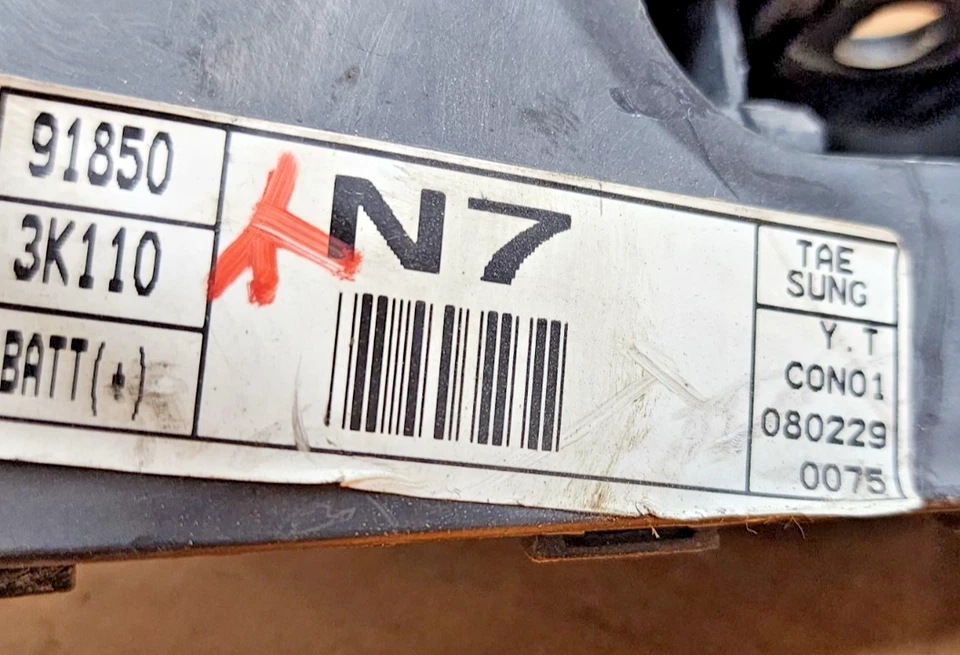 91850
3K110
BATT(+)
N7
TAE
SUNG
Y.T
CON01
080229
0075